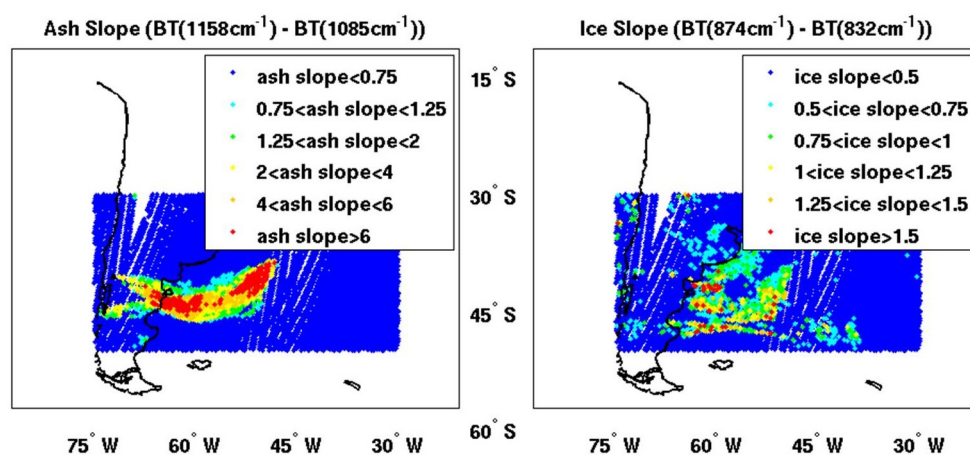 Ash Slope (BT(1158cm⁻¹) - BT(1085cm⁻¹))
ash slope<0.75
0.75<ash slope<1.25
1.25<ash slope<2
2<ash slope<4
4<ash slope<6
ash slope>6
75° W 60° W 45° W 30° W
15° S
30° S
45° S
60° S
Ice Slope (BT(874cm⁻¹) - BT(832cm⁻¹))
ice slope<0.5
0.5<ice slope<0.75
0.75<ice slope<1
1<ice slope<1.25
1.25<ice slope<1.5
ice slope>1.5
75° W 60° W 45° W 30° W